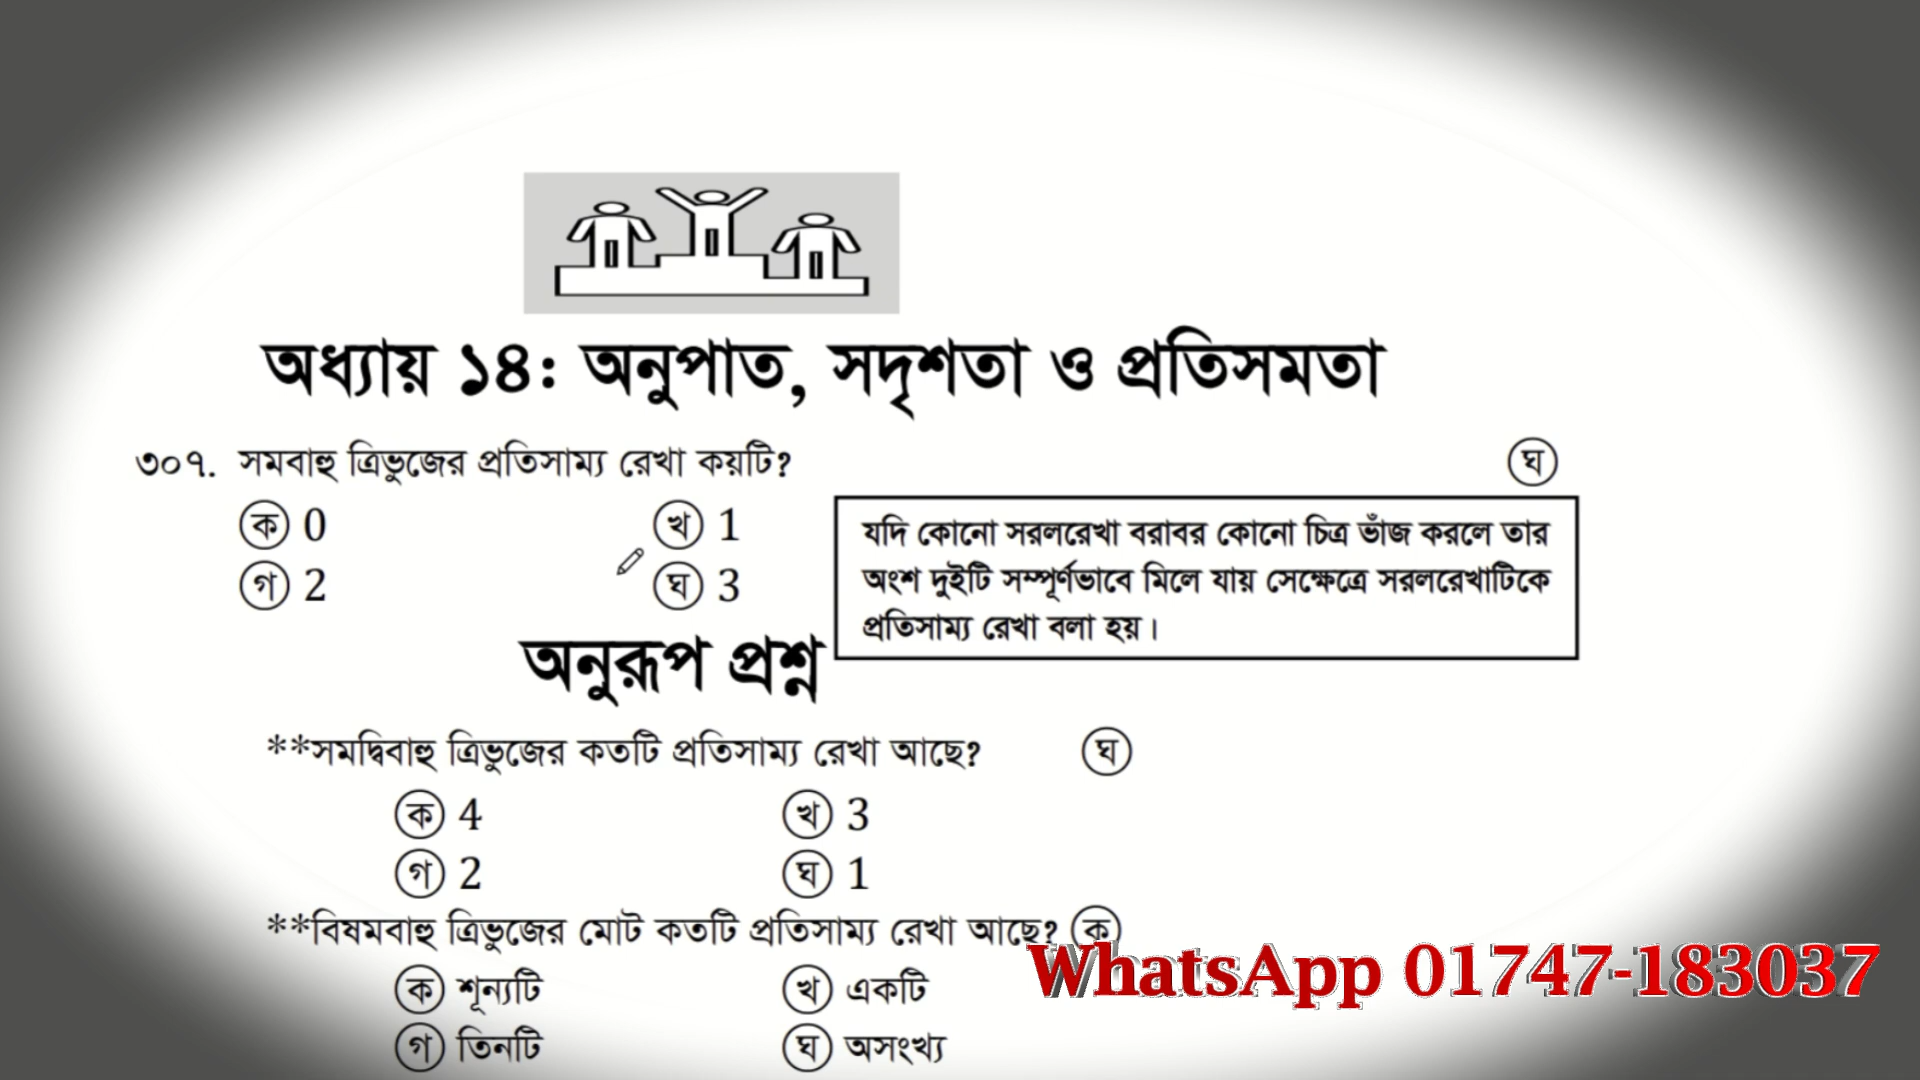 অধ্যায় ১৪: অনুপাত, সদৃশতা ও প্রতিসমতা
৩০৭. সমবাহু ত্রিভুজের প্রতিসাম্য রেখা কয়টি? ঘ
ক 0 খ 1
গ 2 ঘ 3
যদি কোনো সরলরেখা বরাবর কোনো চিত্র ভাঁজ করলে তার
অংশ দুইটি সম্পূর্ণভাবে মিলে যায় সেক্ষেত্রে সরলরেখাটিকে
প্রতিসাম্য রেখা বলা হয়।
অনুরূপ প্রশ্ন
**সমদ্বিবাহু ত্রিভুজের কতটি প্রতিসাম্য রেখা আছে? ঘ
ক 4 খ 3
গ 2 ঘ 1
**বিষমবাহু ত্রিভুজের মোট কতটি প্রতিসাম্য রেখা আছে? ক
ক শূন্যটি খ একটি
গ তিনটি ঘ অসংখ্য
WhatsApp 01747-183037